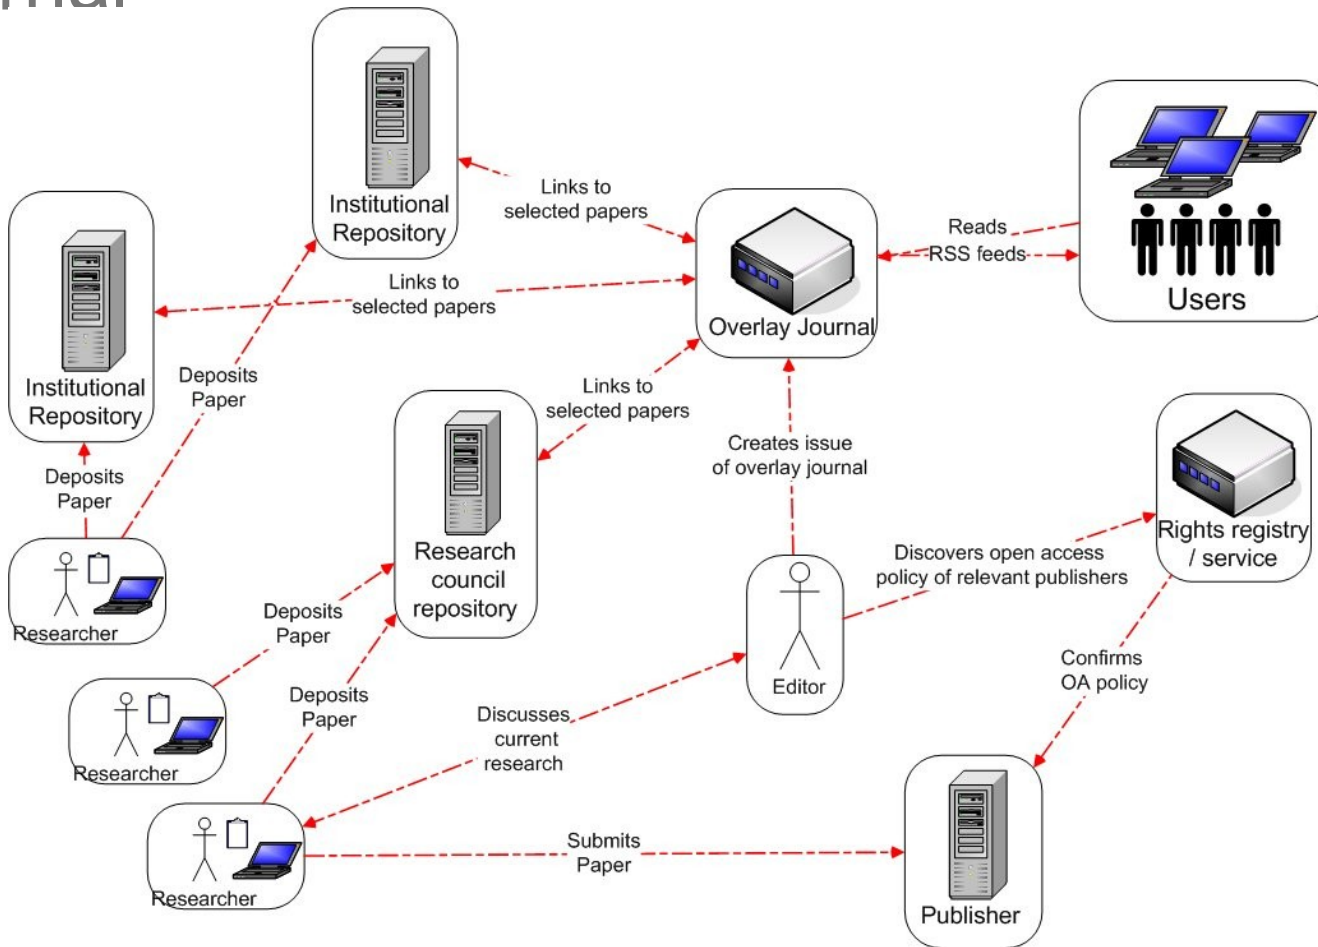 Institutional
Repository
Links to
selected papers
Reads
RSS feeds
Users
Overlay Journal
Links to
selected papers
Institutional
Repository
Deposits
Paper
Links to
selected papers
Deposits
Paper
Creates issue
of overlay journal
Rights registry
/ service
Research
council
repository
Discovers open access
policy of relevant publishers
Researcher
Deposits
Paper
Editor
Confirms
OA policy
Deposits
Paper
Researcher
Discusses
current
research
Submits
Paper
Researcher
Publisher